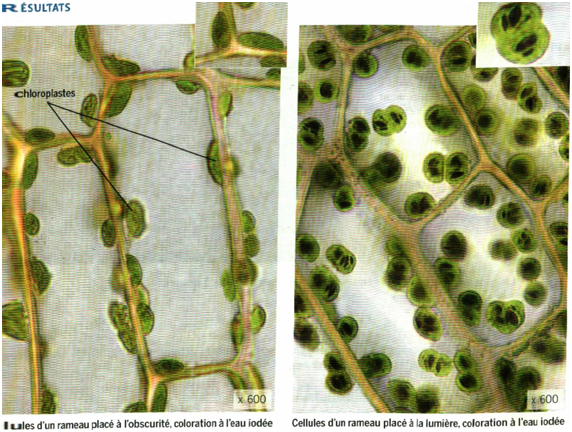 RÉSULTATS
Chloroplastes
x 600
x 600
ules d'un rameau placé à l'obscurité, coloration à l'eau iodée
Cellules d'un rameau placé à la lumière, coloration à l'eau iodée